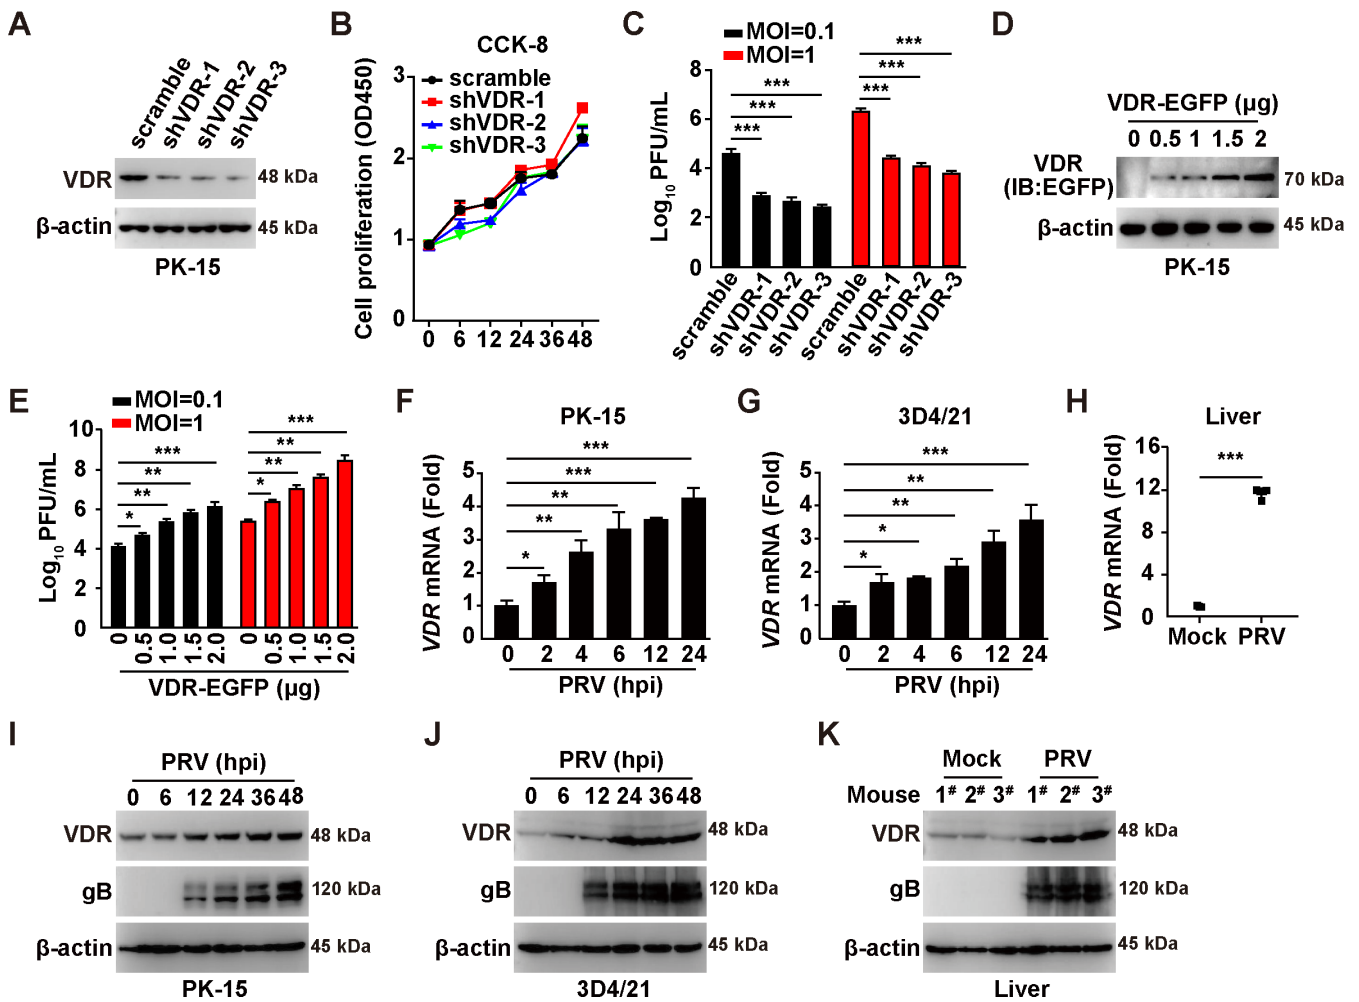 A
scramble
shVDR-1
shVDR-2
shVDR-3
VDR
48 kDa
β-actin
45 kDa
PK-15
B
CCK-8
scramble
shVDR-1
shVDR-2
shVDR-3
Cell proliferation (OD450)
3
2
1
0
0 6 12 24 36 48
C
MOI=0.1
MOI=1
Log10 PFU/mL
8
6
4
2
0
*** *** ***
*** *** ***
scramble
shVDR-1
shVDR-2
shVDR-3
scramble
shVDR-1
shVDR-2
shVDR-3
D
VDR-EGFP (μg)
0 0.5 1 1.5 2
VDR
(IB:EGFP)
70 kDa
β-actin
45 kDa
PK-15
E
MOI=0.1
MOI=1
Log10 PFU/mL
10
8
6
4
2
0
*** ** ** *
*** ** ** *
0 0.5 1.0 1.5 2.0 0 0.5 1.0 1.5 2.0
VDR-EGFP (μg)
F
PK-15
VDR mRNA (Fold)
5
4
3
2
1
0
*** *** ** ** *
0 2 4 6 12 24
PRV (hpi)
G
3D4/21
VDR mRNA (Fold)
5
4
3
2
1
0
*** ** ** * *
0 2 4 6 12 24
PRV (hpi)
H
Liver
VDR mRNA (Fold)
16
12
8
4
0
***
Mock PRV
I
PRV (hpi)
0 6 12 24 36 48
VDR
48 kDa
gB
120 kDa
β-actin
45 kDa
PK-15
J
PRV (hpi)
0 6 12 24 36 48
VDR
48 kDa
gB
120 kDa
β-actin
45 kDa
3D4/21
K
Mock PRV
Mouse 1# 2# 3# 1# 2# 3#
VDR
48 kDa
gB
120 kDa
β-actin
45 kDa
Liver